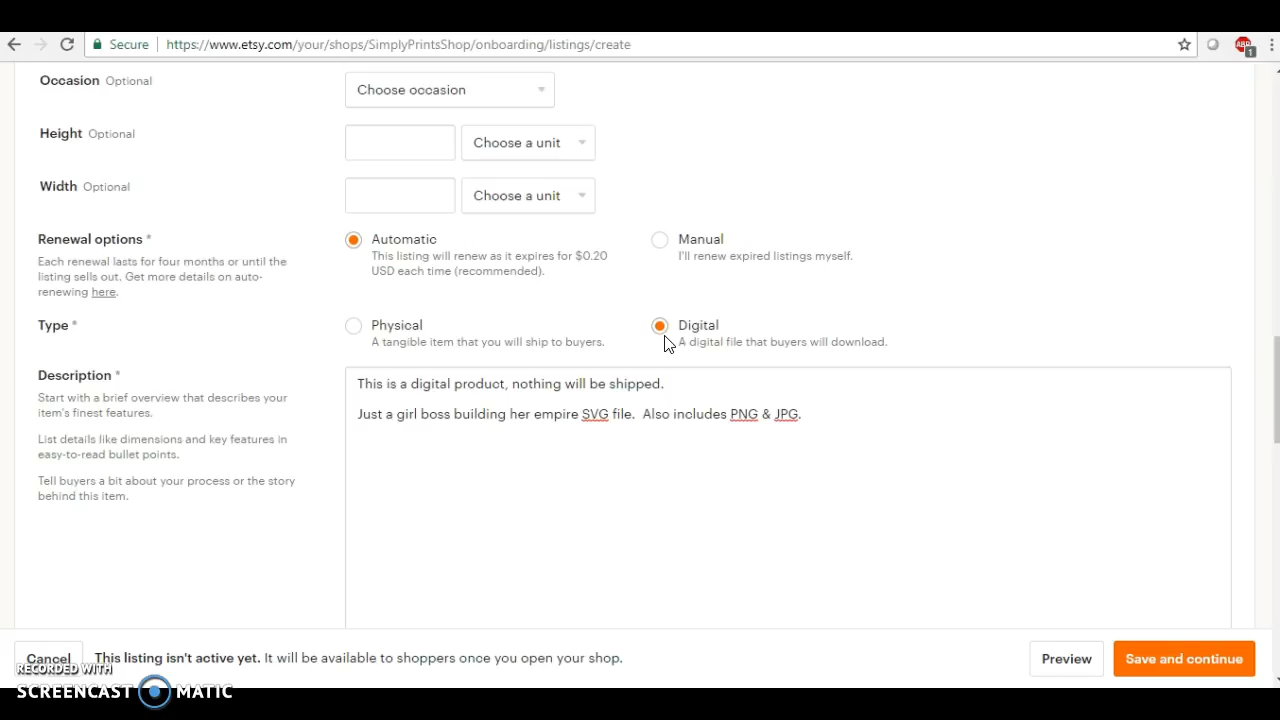 Secure https://www.etsy.com/your/shops/SimplyPrintsShop/onboarding/listings/create
ABP
1
Occasion Optional
Choose occasion
Height Optional
Choose a unit
Width Optional
Choose a unit
Renewal options *
Each renewal lasts for four months or until the
listing sells out. Get more details on auto-
renewing here.
Automatic
This listing will renew as it expires for $0.20
USD each time (recommended).
Manual
I'll renew expired listings myself.
Type *
Physical
A tangible item that you will ship to buyers.
Digital
A digital file that buyers will download.
Description *
Start with a brief overview that describes your
item's finest features.
List details like dimensions and key features in
easy-to-read bullet points.
Tell buyers a bit about your process or the story
behind this item.
This is a digital product, nothing will be shipped.
Just a girl boss building her empire SVG file. Also includes PNG & JPG.
Cancel
This listing isn't active yet. It will be available to shoppers once you open your shop.
Preview
Save and continue
RECORDED WITH
SCREENCAST MATIC